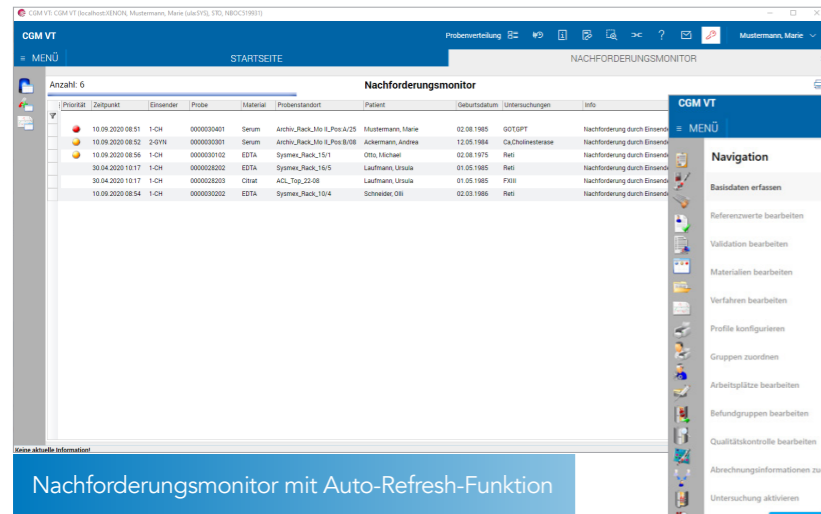 CGM VT: CGM VT (localhost:XENON, Mustermann, Marie (ulac5YS), STO, NBOC519931)
CGM VT Probenverteilung Mustermann, Marie
≡ MENÜ STARTSEITE NACHFORDERUNGSMONITOR
Anzahl: 6 Nachforderungsmonitor
Priorität Zeitpunkt Einsender Probe Material Probenstandort Patient Geburtsdatum Untersuchungen Info
10.09.2020 08:51 1-CH 0000030401 Serum Archiv_Rack_Mo II_Pos:A/25 Mustermann, Marie 02.08.1985 GOT,GPT Nachforderung durch Einsende
10.09.2020 08:52 2-GYN 0000030301 Serum Archiv_Rack_Mo II_Pos:B/08 Ackermann, Andrea 12.05.1984 Ca,Cholinesterase Nachforderung durch Einsende
10.09.2020 08:56 1-CH 0000030102 EDTA Sysmex_Rack_15/1 Otto, Michael 02.08.1975 Reti Nachforderung durch Einsende
30.04.2020 10:17 1-CH 0000028202 EDTA Sysmex_Rack_16/5 Laufmann, Ursula 01.05.1985 Reti Nachforderung durch Einsende
30.04.2020 10:17 1-CH 0000028203 Citrat ACL_Top_22-08 Laufmann, Ursula 01.05.1985 FXIII Nachforderung durch Einsende
10.09.2020 08:54 1-CH 0000030202 EDTA Sysmex_Rack_10/4 Schneider, Olli 02.03.1986 Reti Nachforderung durch Einsende
Keine aktuelle Information!
CGM VT
≡ MENÜ
Navigation
Basisdaten erfassen
Referenzwerte bearbeiten
Validation bearbeiten
Materialien bearbeiten
Verfahren bearbeiten
Profile konfigurieren
Gruppen zuordnen
Arbeitsplätze bearbeiten
Befundgruppen bearbeiten
Qualitätskontrolle bearbeiten
Abrechnungsinformationen zu
Untersuchung aktivieren
Nachforderungsmonitor mit Auto-Refresh-Funktion